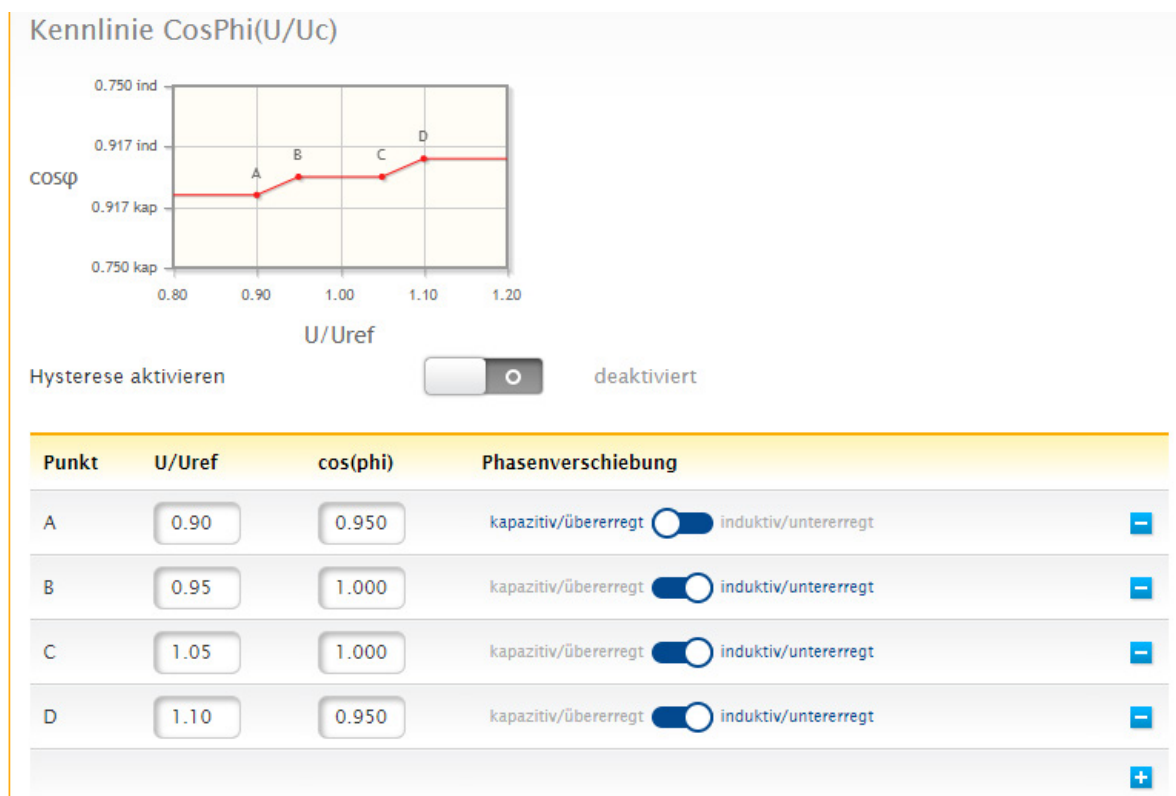 Kennlinie CosPhi(U/Uc)
0.750 ind
0.917 ind
D
B
C
A
cosφ
0.917 kap
0.750 kap
0.80 0.90 1.00 1.10 1.20
U/Uref
Hysterese aktivieren deaktiviert
Punkt U/Uref cos(phi) Phasenverschiebung
A 0.90 0.950 kapazitiv/übererregt induktiv/untererregt
B 0.95 1.000 kapazitiv/übererregt induktiv/untererregt
C 1.05 1.000 kapazitiv/übererregt induktiv/untererregt
D 1.10 0.950 kapazitiv/übererregt induktiv/untererregt